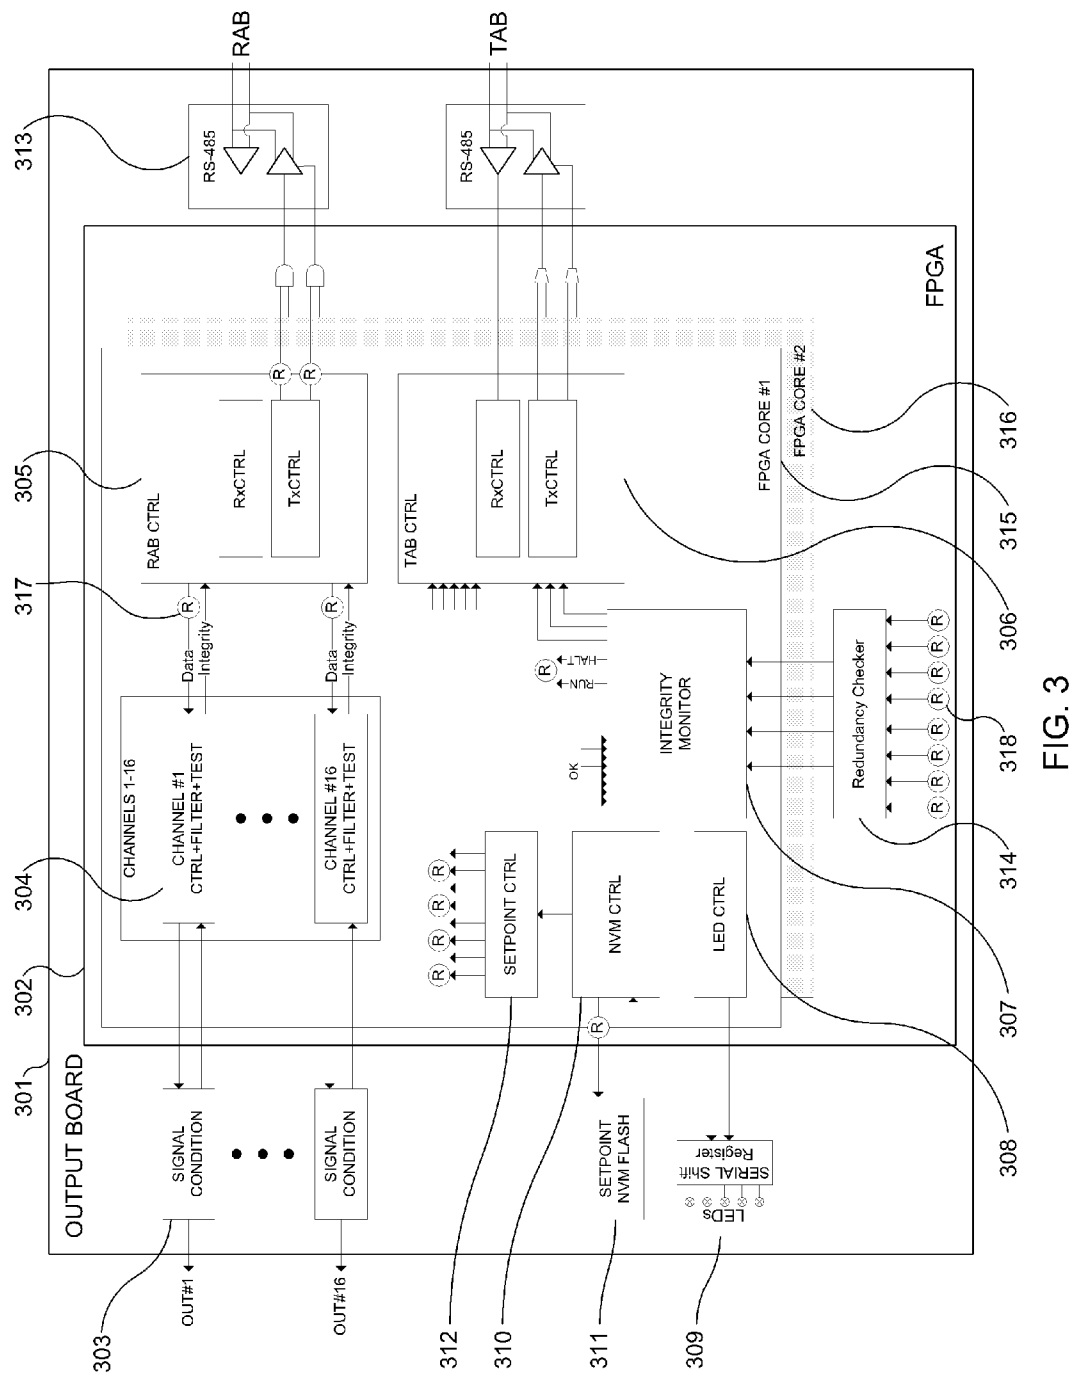 OUTPUT BOARD
301
302
304
317
305
313
RAB
TAB
303
OUT#1
OUT#16
SIGNAL
CONDITION
SIGNAL
CONDITION
CHANNELS 1-16
CHANNEL #1
CTRL+FILTER+TEST
CHANNEL #16
CTRL+FILTER+TEST
Data
Integrity
Data
Integrity
R
R
RAB CTRL
RxCTRL
TxCTRL
R
R
RS-485
RS-485
TAB CTRL
RxCTRL
TxCTRL
R
R
R
R
SETPOINT CTRL
NVM CTRL
LED CTRL
R
OK
RUN
HALT
R
INTEGRITY
MONITOR
FPGA CORE #1
FPGA CORE #2
FPGA
SETPOINT
NVM FLASH
SERIAL Shift
Register
LEDs
Redundancy Checker
R
R
R
R
R
R
R
R
312
310
311
309
308
307
314
318
306
315
316
FIG. 3